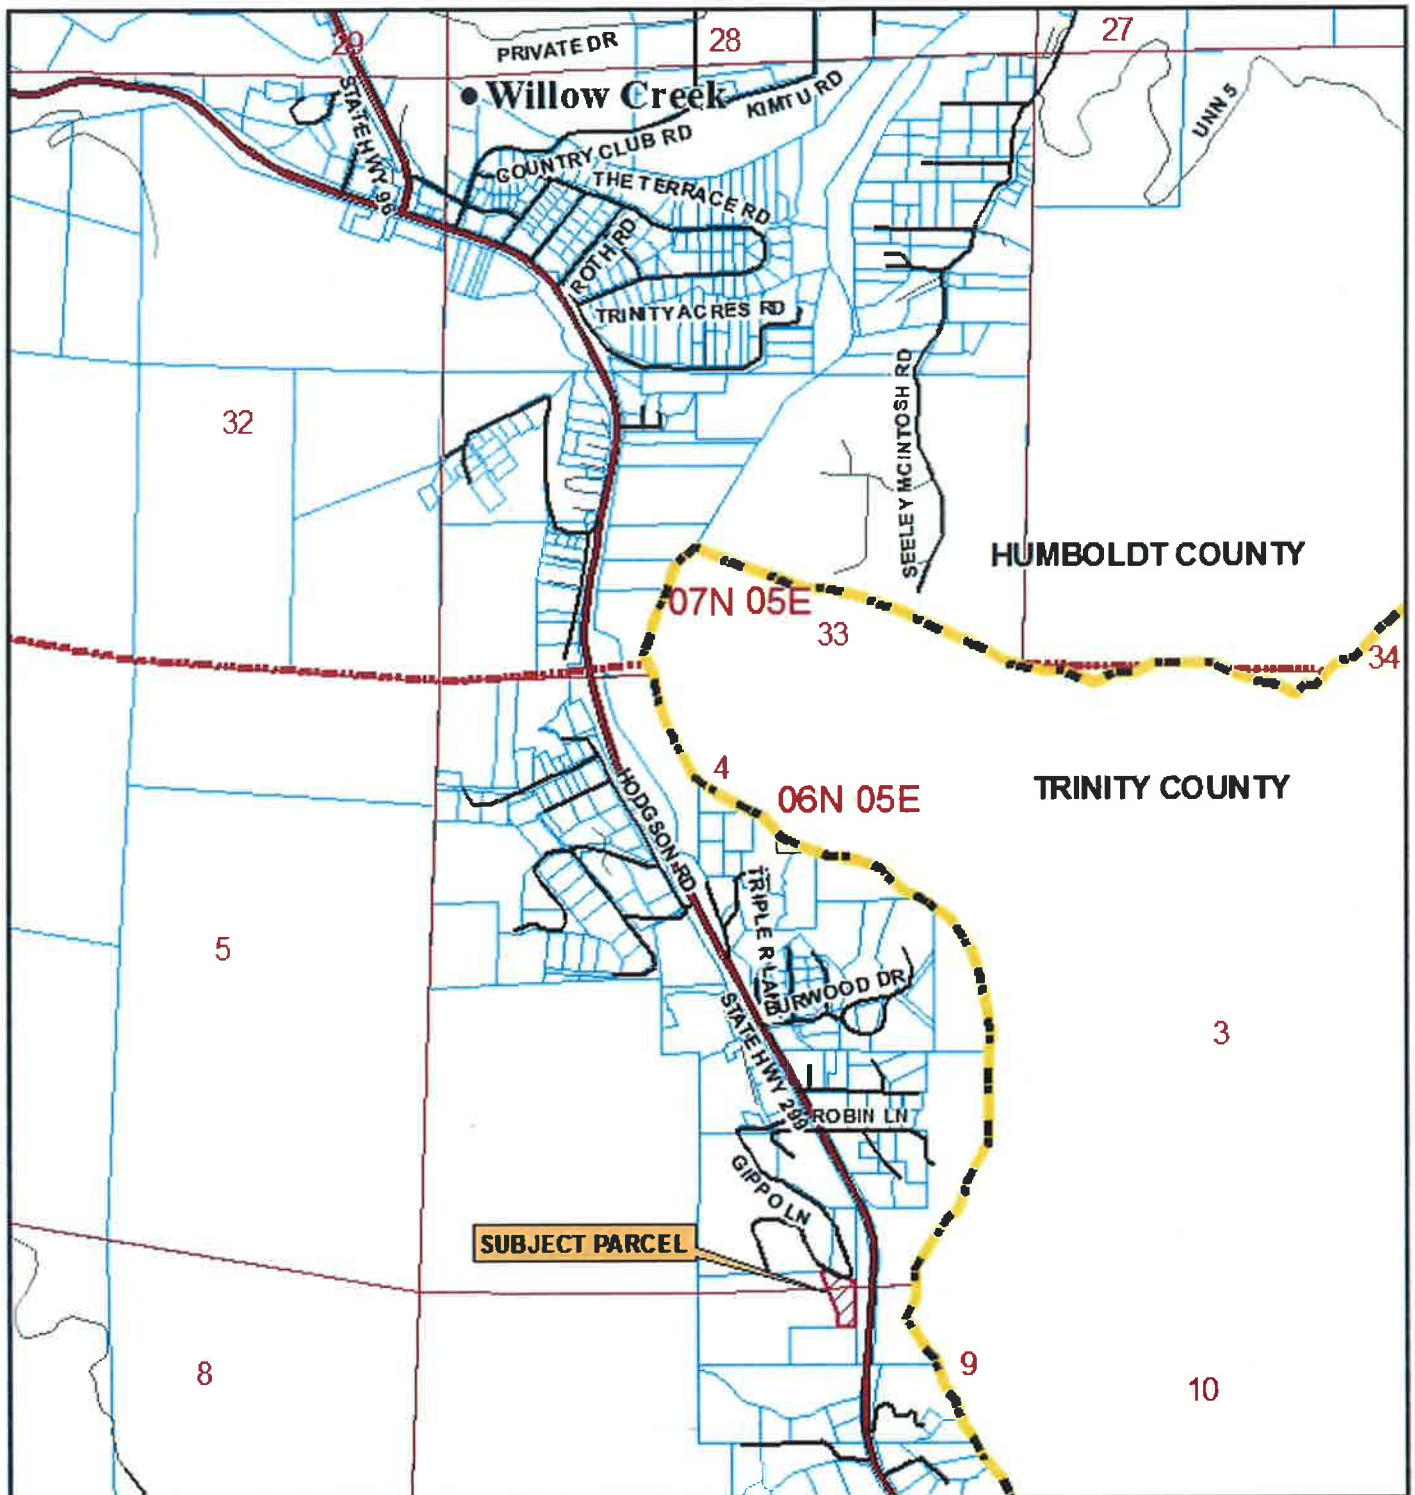 29
PRIVATE DR
28
27
Willow Creek
KIMTU RD
UNN 5
STATE HWY 96
COUNTRY CLUB RD
THE TERRACE RD
ROTH RD
TRINITY ACRES RD
32
SEELEY MCINTOSH RD
HUMBOLDT COUNTY
07N 05E
33
34
4
06N 05E
TRINITY COUNTY
HODGSON RD
TRIPLE R LANE
5
BURWOOD DR
STATE HWY 299
3
ROBIN LN
GIPPO LN
SUBJECT PARCEL
8
9
10